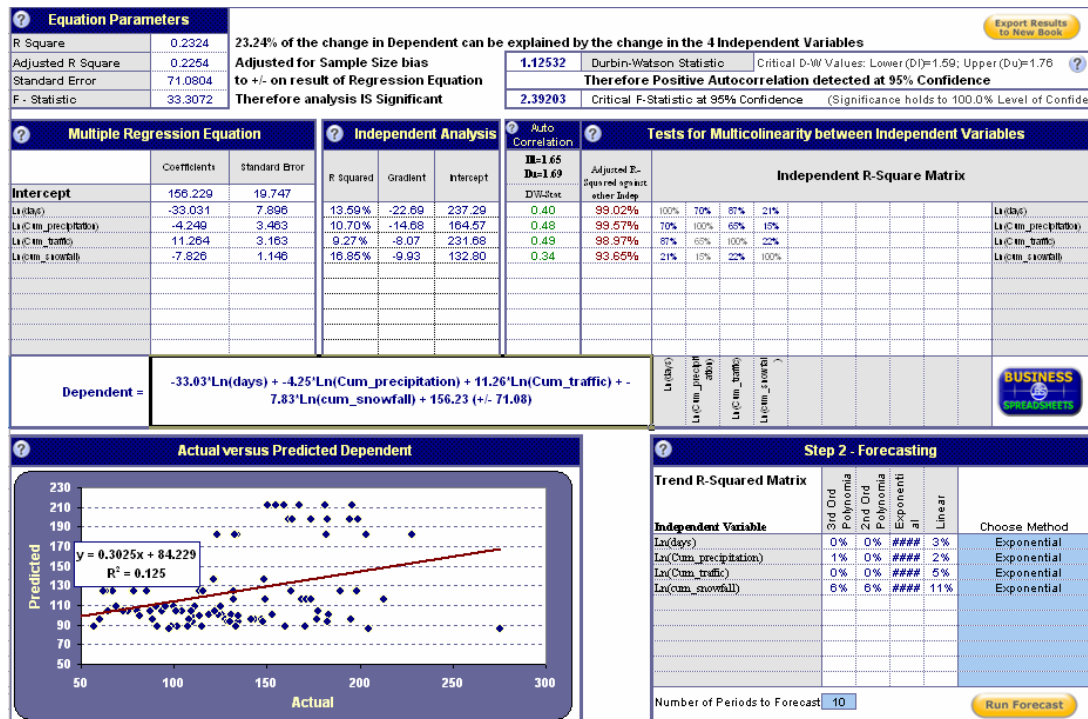 Equation Parameters
Export Results
to New Book
R Square 0.2324 23.24% of the change in Dependent can be explained by the change in the 4 Independent Variables
Adjusted R Square 0.2254 Adjusted for Sample Size bias 1.12532 Durbin-Watson Statistic Critical D-W Values: Lower (Dl)=1.59; Upper (Du)=1.76
Standard Error 71.0804 to +/- on result of Regression Equation Therefore Positive Autocorrelation detected at 95% Confidence
F - Statistic 33.3072 Therefore analysis IS Significant 2.39203 Critical F-Statistic at 95% Confidence (Significance holds to 100.0% Level of Confide
Multiple Regression Equation Independent Analysis Auto Correlation Tests for Multicolinearity between Independent Variables
Coefficients Standard Error R Squared Gradient Intercept Dl=1.65 Du=1.69 Adjusted R-Squared against other Indep Independent R-Square Matrix
Intercept 156.229 19.747 DW-Stat
Ln(days) -33.031 7.896 13.59% -22.69 237.29 0.40 99.02% 100% 70% 87% 21% Ln(days)
Ln(Cum_precipitation) -4.249 3.463 10.70% -14.68 164.57 0.48 99.57% 70% 100% 65% 15% Ln(Cum_precipitation)
Ln(Cum_traffic) 11.264 3.163 9.27% -8.07 231.68 0.49 98.97% 87% 65% 100% 22% Ln(Cum_traffic)
Ln(cum_snowfall) -7.826 1.146 16.85% -9.93 132.80 0.34 93.65% 21% 15% 22% 100% Ln(cum_snowfall)
Dependent = -33.03*Ln(days) + -4.25*Ln(Cum_precipitation) + 11.26*Ln(Cum_traffic) + -
7.83*Ln(cum_snowfall) + 156.23 (+/- 71.08)
Ln(days)
Ln(Cum_precipitation)
Ln(Cum_traffic)
Ln(cum_snowfall)
BUSINESS
SPREADSHEETS
Actual versus Predicted Dependent
Predicted
230
210
190
170
150
130
110
90
70
50
y = 0.3025x + 84.229
R² = 0.125
50 100 150 200 250 300
Actual
Step 2 - Forecasting
Trend R-Squared Matrix
Independent Variable 3rd Ord Polynomia 2nd Ord Polynomia Exponenti al Linear Choose Method
Ln(days) 0% 0% #### 3% Exponential
Ln(Cum_precipitation) 1% 0% #### 2% Exponential
Ln(Cum_traffic) 0% 0% #### 5% Exponential
Ln(cum_snowfall) 6% 6% #### 11% Exponential
Number of Periods to Forecast 10 Run Forecast